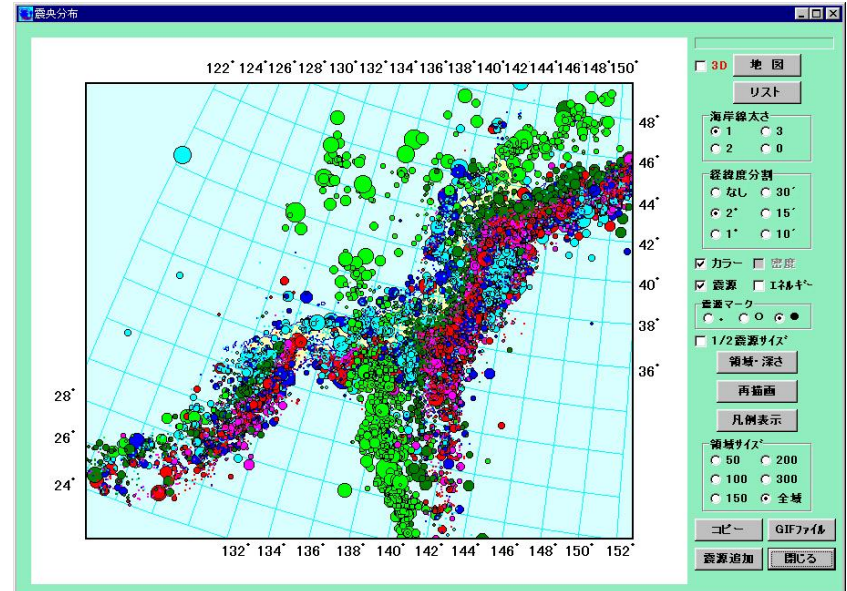 震央分布
122° 124° 126° 128° 130° 132° 134° 136° 138° 140° 142° 144° 146° 148° 150°
48°
46°
44°
42°
40°
38°
36°
28°
26°
24°
132° 134° 136° 138° 140° 142° 144° 146° 148° 150° 152°
3D 地 図
リスト
海岸線太さ
1 3
2 0
経緯度分割
なし 30′
2° 15′
1° 10′
カラー 密度
震源 エネルギー
震源マーク
. ○ ●
1/2震源サイズ
領域・深さ
再描画
凡例表示
領域サイズ
50 200
100 300
150 全域
コピー GIFファイル
震源追加 閉じる